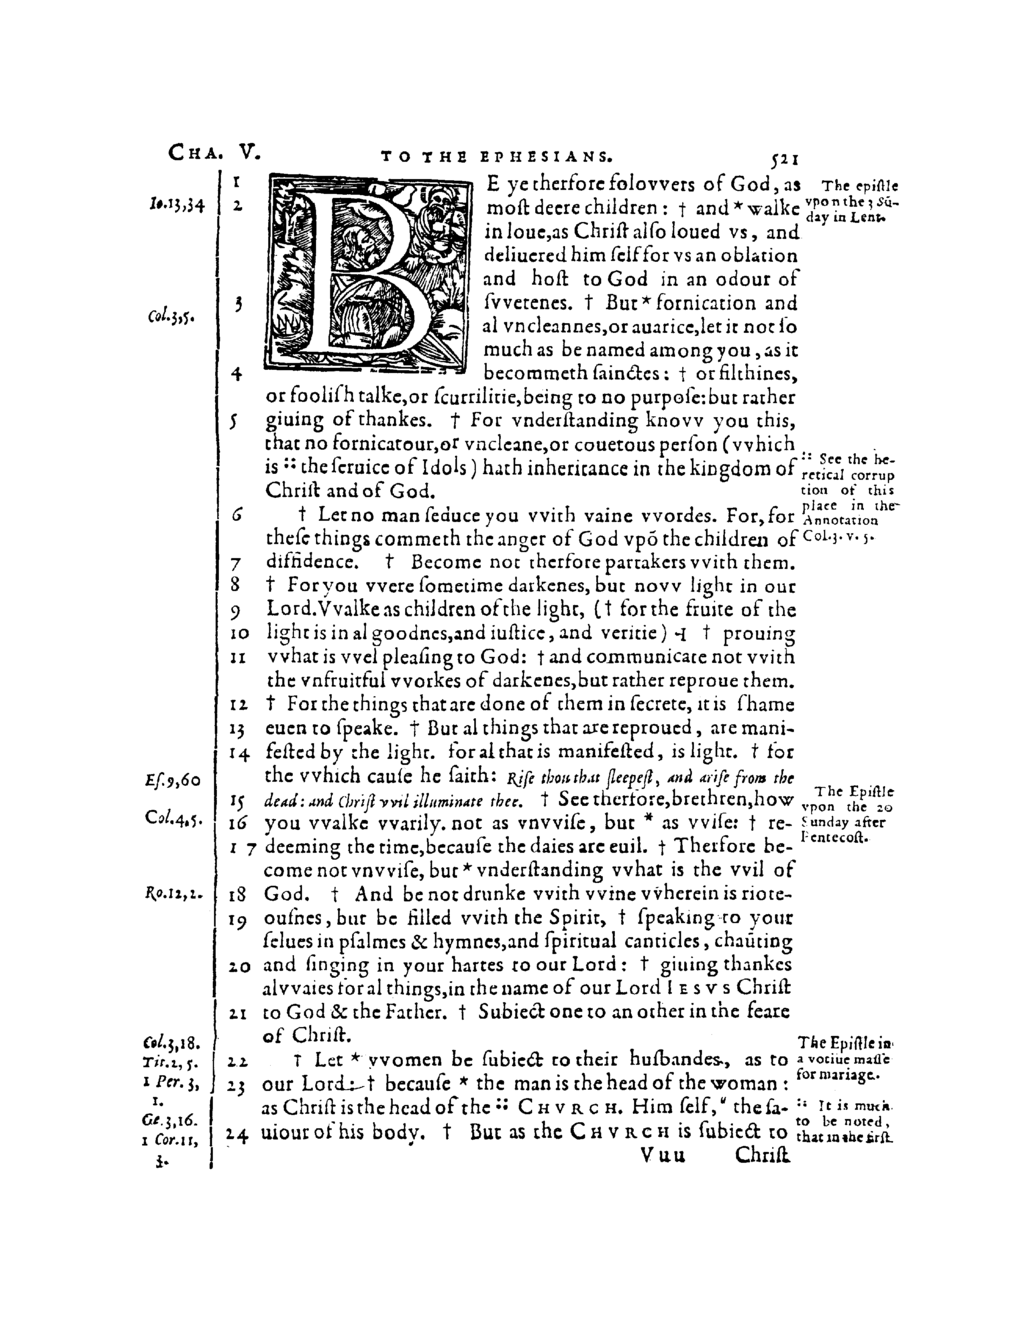 CHA. V. TO THE EPHESIANS. 521
1
Io.13,34 2
Col.3,5. 3
4
BE ye therfore folovvers of God, as
moſt deere children: † and * walke
in loue, as Chriſt alſo loued vs, and
deliuered him ſelf for vs an oblation
and hoſt to God in an odour of
ſvvetenes. † But * fornication and
al vncleannes, or auarice, let it not ſo
much as be named among you, as it
becommeth ſainctes: † or filthines,
or fooliſh talke, or ſcurrilitie, being to no purpoſe: but rather
5 giuing of thankes. † For vnderſtanding knovv you this,
that no fornicatour, or vncleane, or couetous perſon (vvhich
is :: the ſeruice of Idols) hath inheritance in the kingdom of
Chriſt and of God.
6 † Let no man ſeduce you vvith vaine vvordes. For, for
theſe things commeth the anger of God vpō the children of
7 diffidence. † Become not therfore partakers vvith them.
8 † For you vvere ſometime darkenes, but novv light in our
9 Lord. Vvalke as children of the light, († for the fruite of the
10 light is in al goodnes, and iuſtice, and veritie) ⊣ † prouing
11 vvhat is vvel pleaſing to God: † and communicate not vvith
the vnfruitful vvorkes of darkenes, but rather reproue them.
12 † For the things that are done of them in ſecrete, it is ſhame
13 euen to ſpeake. † But al things that are reproued, are mani-
14 feſted by the light. for al that is manifeſted, is light. † for
Eſ.9,60 the vvhich cauſe he ſaith: Riſe thou that ſleepeſt, and ariſe from the
15 dead: and Chriſt vvil illuminate thee. † See therfore, brethren, how
Col.4,5. 16 you vvalke vvarily. not as vnvviſe, but * as vviſe: † re-
17 deeming the time, becauſe the daies are euil. † Therfore be-
come not vnvviſe, but * vnderſtanding vvhat is the vvil of
Ro.12,2. 18 God. † And be not drunke vvith vvine vvherein is riote-
19 ouſnes, but be filled vvith the Spirit, † ſpeaking to your
ſelues in pſalmes & hymnes, and ſpiritual canticles, chaūting
20 and ſinging in your hartes to our Lord: † giuing thankes
alvvaies for al things, in the name of our Lord IESVS Chriſt
21 to God & the Father. † Subiect one to an other in the feare
of Chriſt.
22 † Let * vvomen be ſubiect to their huſbandes, as to
23 our Lord: † becauſe * the man is the head of the woman:
as Chriſt is the head of the :: CHVRCH. Him ſelf, " the ſa-
24 uiour of his body. † But as the CHVRCH is ſubiect to
Vuu Chriſt
Col.3,18.
Tit.2,5.
1 Pet.3,
1.
Ge.3,16.
1 Cor.11,
3.
The epiſtle
vpon the 3 Sū-
day in Lent.
:: See the he-
retical corrup
tion of this
place in the
Annotation
Col.3. v. 5.
The Epiſtle
vpon the 20
Sunday after
Pentecoſt.
The Epiſtle in
a votiue maſſe
for mariage.
:: It is much
to be noted,
that in the firſt